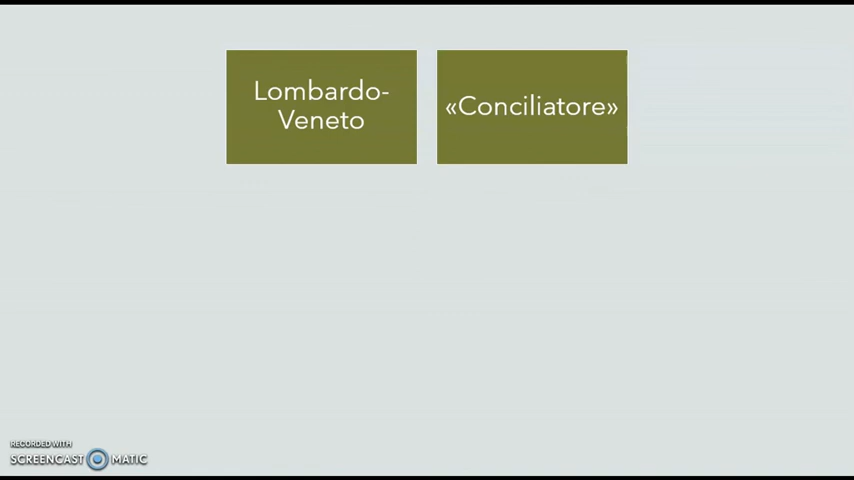 Lombardo-
Veneto
«Conciliatore»
RECORDED WITH
SCREENCAST MATIC